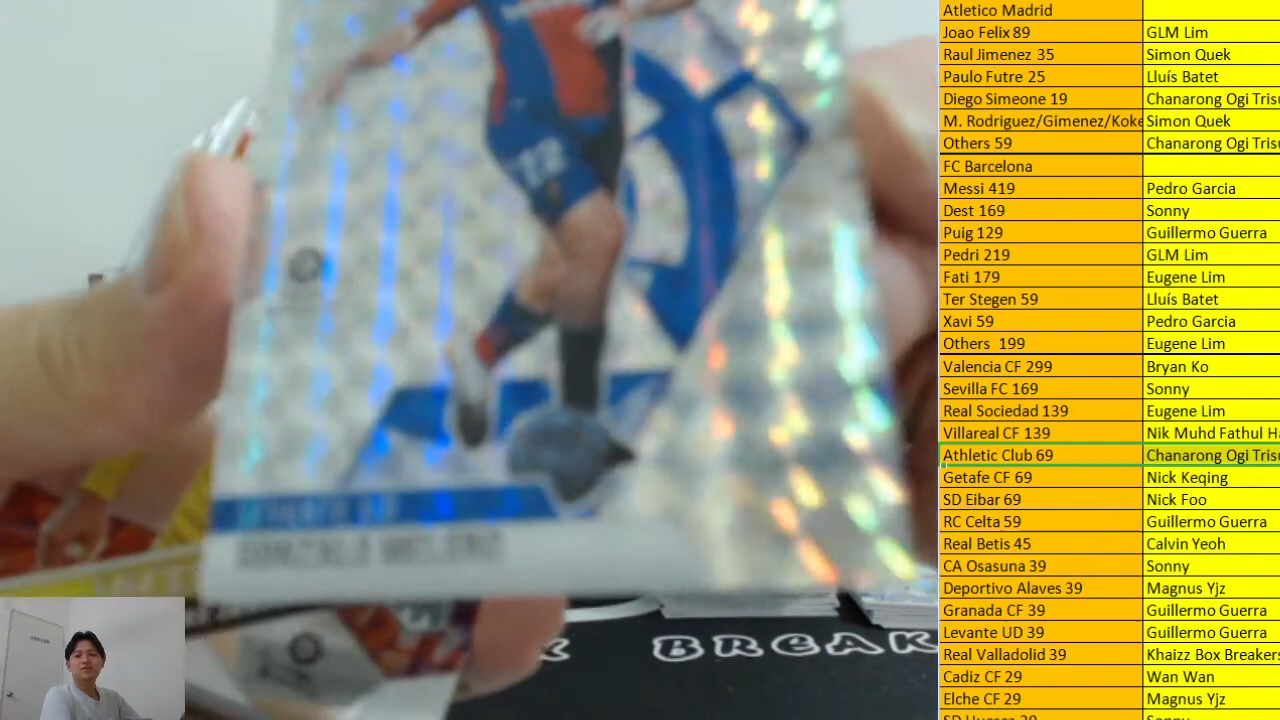 Atletico Madrid
Joao Felix 89 GLM Lim
Raul Jimenez 35 Simon Quek
Paulo Futre 25 Lluís Batet
Diego Simeone 19 Chanarong Ogi
M. Rodriguez/Gimenez/Koke Simon Quek
Others 59 Chanarong Ogi
FC Barcelona
Messi 419 Pedro Garcia
Dest 169 Sonny
Puig 129 Guillermo Guerra
Pedri 219 GLM Lim
Fati 179 Eugene Lim
Ter Stegen 59 Lluís Batet
Xavi 59 Pedro Garcia
Others 199 Eugene Lim
Valencia CF 299 Bryan Ko
Sevilla FC 169 Sonny
Real Sociedad 139 Eugene Lim
Villareal CF 139 Nik Muhd Fathul
Athletic Club 69 Chanarong Ogi
Getafe CF 69 Nick Keqing
SD Eibar 69 Nick Foo
RC Celta 59 Guillermo Guerra
Real Betis 45 Calvin Yeoh
CA Osasuna 39 Sonny
Deportivo Alaves 39 Magnus Yjz
Granada CF 39 Guillermo Guerra
Levante UD 39 Guillermo Guerra
Real Valladolid 39 Khaizz Box Breakers
Cadiz CF 29 Wan Wan
Elche CF 29 Magnus Yjz
12
GONZALO MELERO
BREAK